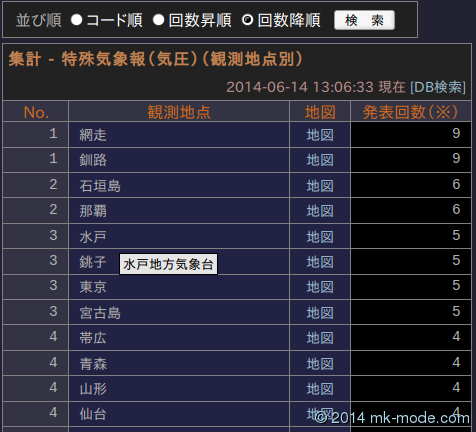 並び順 コード順 回数昇順 回数降順 検 索
集計 - 特殊気象報(気圧)(観測地点別)
2014-06-14 13:06:33 現在 [DB検索]
No. 観測地点 地図 発表回数(※)
1 網走 地図 9
1 釧路 地図 9
2 石垣島 地図 6
2 那覇 地図 6
3 水戸 地図 5
3 銚子 水戸地方気象台 地図 5
3 東京 地図 5
3 宮古島 地図 5
4 帯広 地図 4
4 青森 地図 4
4 山形 地図 4
4 仙台 地図 4
© 2014 mk-mode.com